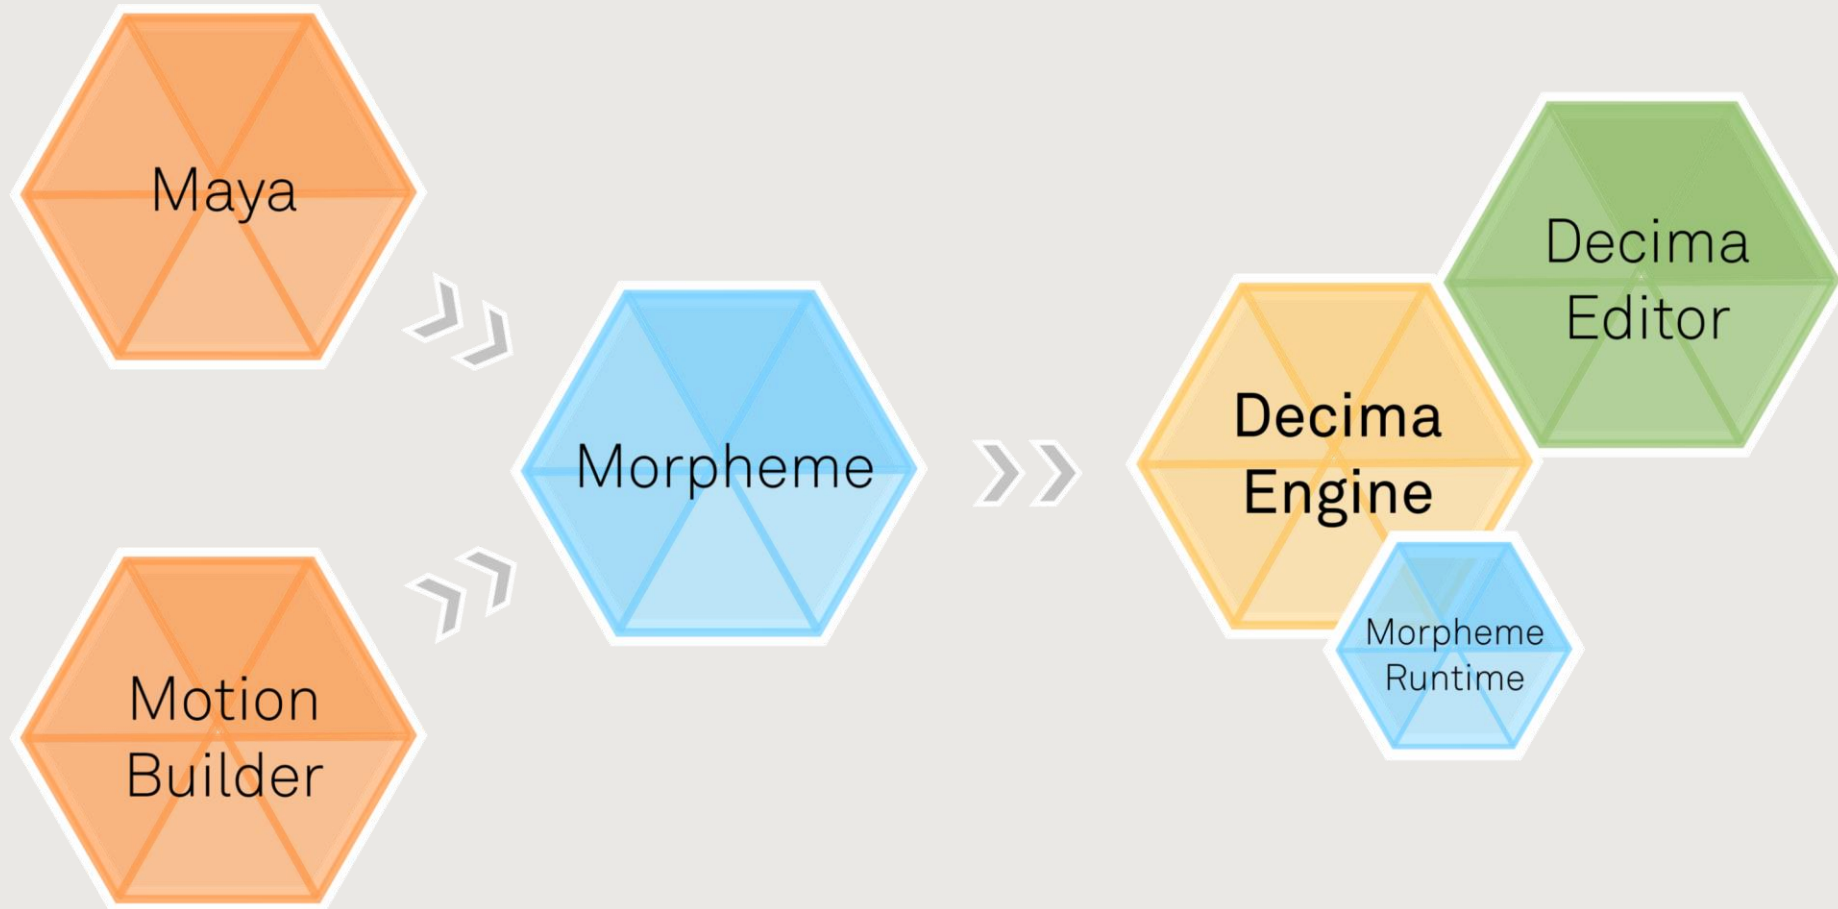 Maya
Motion
Builder
Morpheme
Decima
Engine
Morpheme
Runtime
Decima
Editor